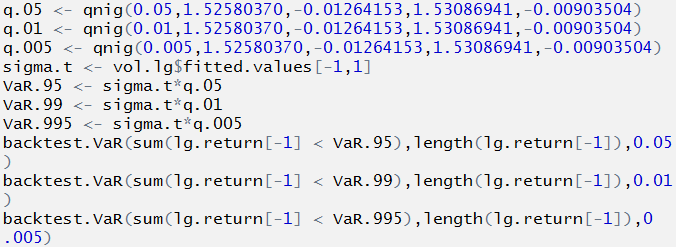 q.05 <- qnig(0.05,1.52580370,-0.01264153,1.53086941,-0.00903504)
q.01 <- qnig(0.01,1.52580370,-0.01264153,1.53086941,-0.00903504)
q.005 <- qnig(0.005,1.52580370,-0.01264153,1.53086941,-0.00903504)
sigma.t <- vol.lg$fitted.values[-1,1]
VaR.95 <- sigma.t*q.05
VaR.99 <- sigma.t*q.01
VaR.995 <- sigma.t*q.005
backtest.VaR(sum(lg.return[-1] < VaR.95),length(lg.return[-1]),0.05
)
backtest.VaR(sum(lg.return[-1] < VaR.99),length(lg.return[-1]),0.01
)
backtest.VaR(sum(lg.return[-1] < VaR.995),length(lg.return[-1]),0
.005)